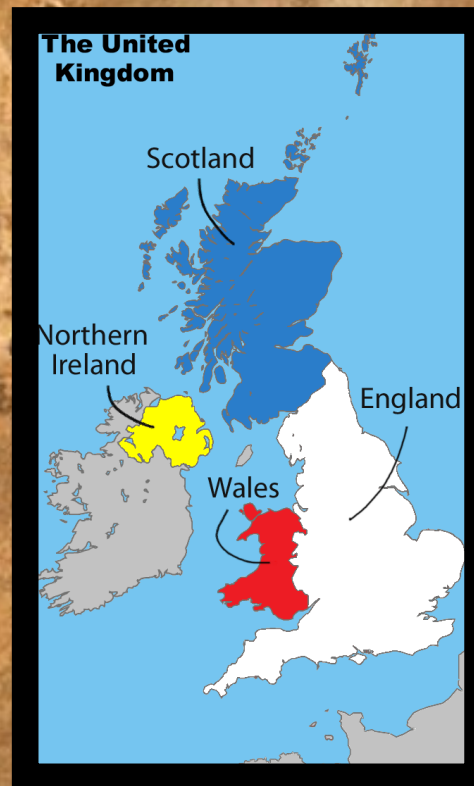 The United
Kingdom
Scotland
Northern
Ireland
England
Wales